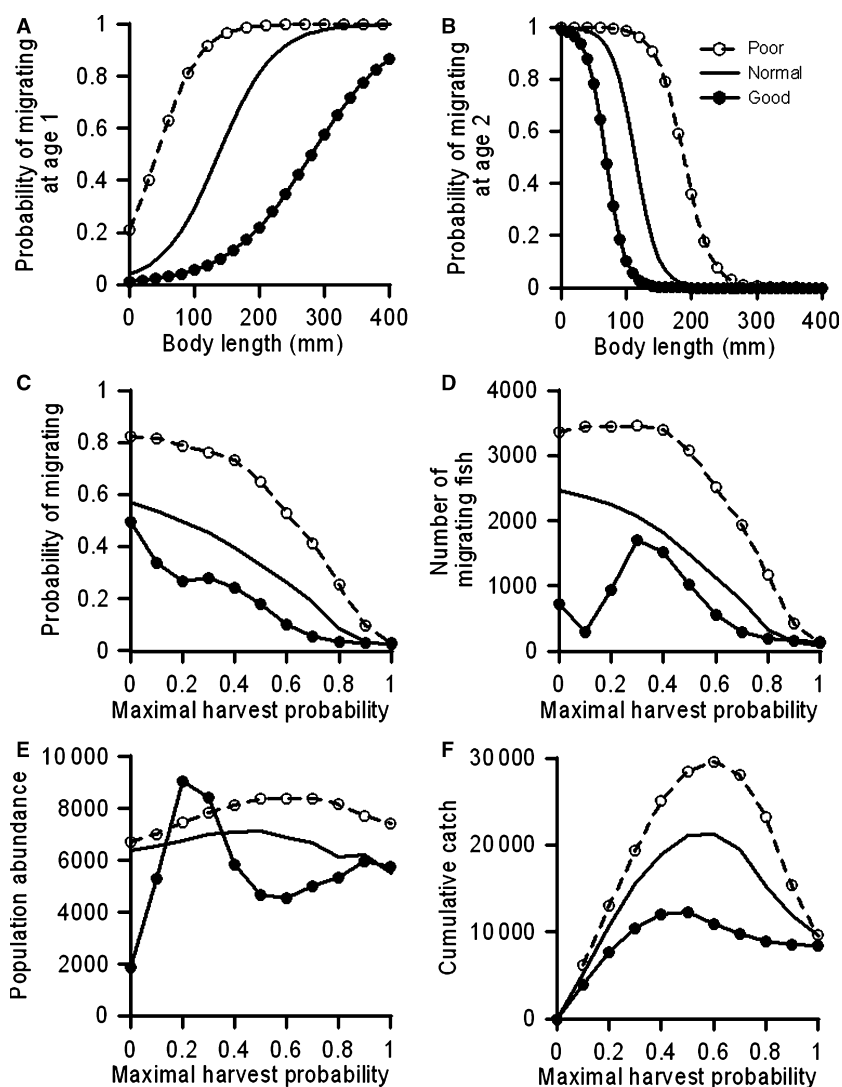 A
Probability of migrating
at age 1
1
0.8
0.6
0.4
0.2
0
0 100 200 300 400
Body length (mm)
B
Probability of migrating
at age 2
1
0.8
0.6
0.4
0.2
0
0 100 200 300 400
Body length (mm)
Poor
Normal
Good
C
Probability of migrating
1
0.8
0.6
0.4
0.2
0
0 0.2 0.4 0.6 0.8 1
Maximal harvest probability
D
Number of
migrating fish
4000
3000
2000
1000
0
0 0.2 0.4 0.6 0.8 1
Maximal harvest probability
E
Population abundance
10 000
8000
6000
4000
2000
0
0 0.2 0.4 0.6 0.8 1
Maximal harvest probability
F
Cumulative catch
30 000
20 000
10 000
0
0 0.2 0.4 0.6 0.8 1
Maximal harvest probability